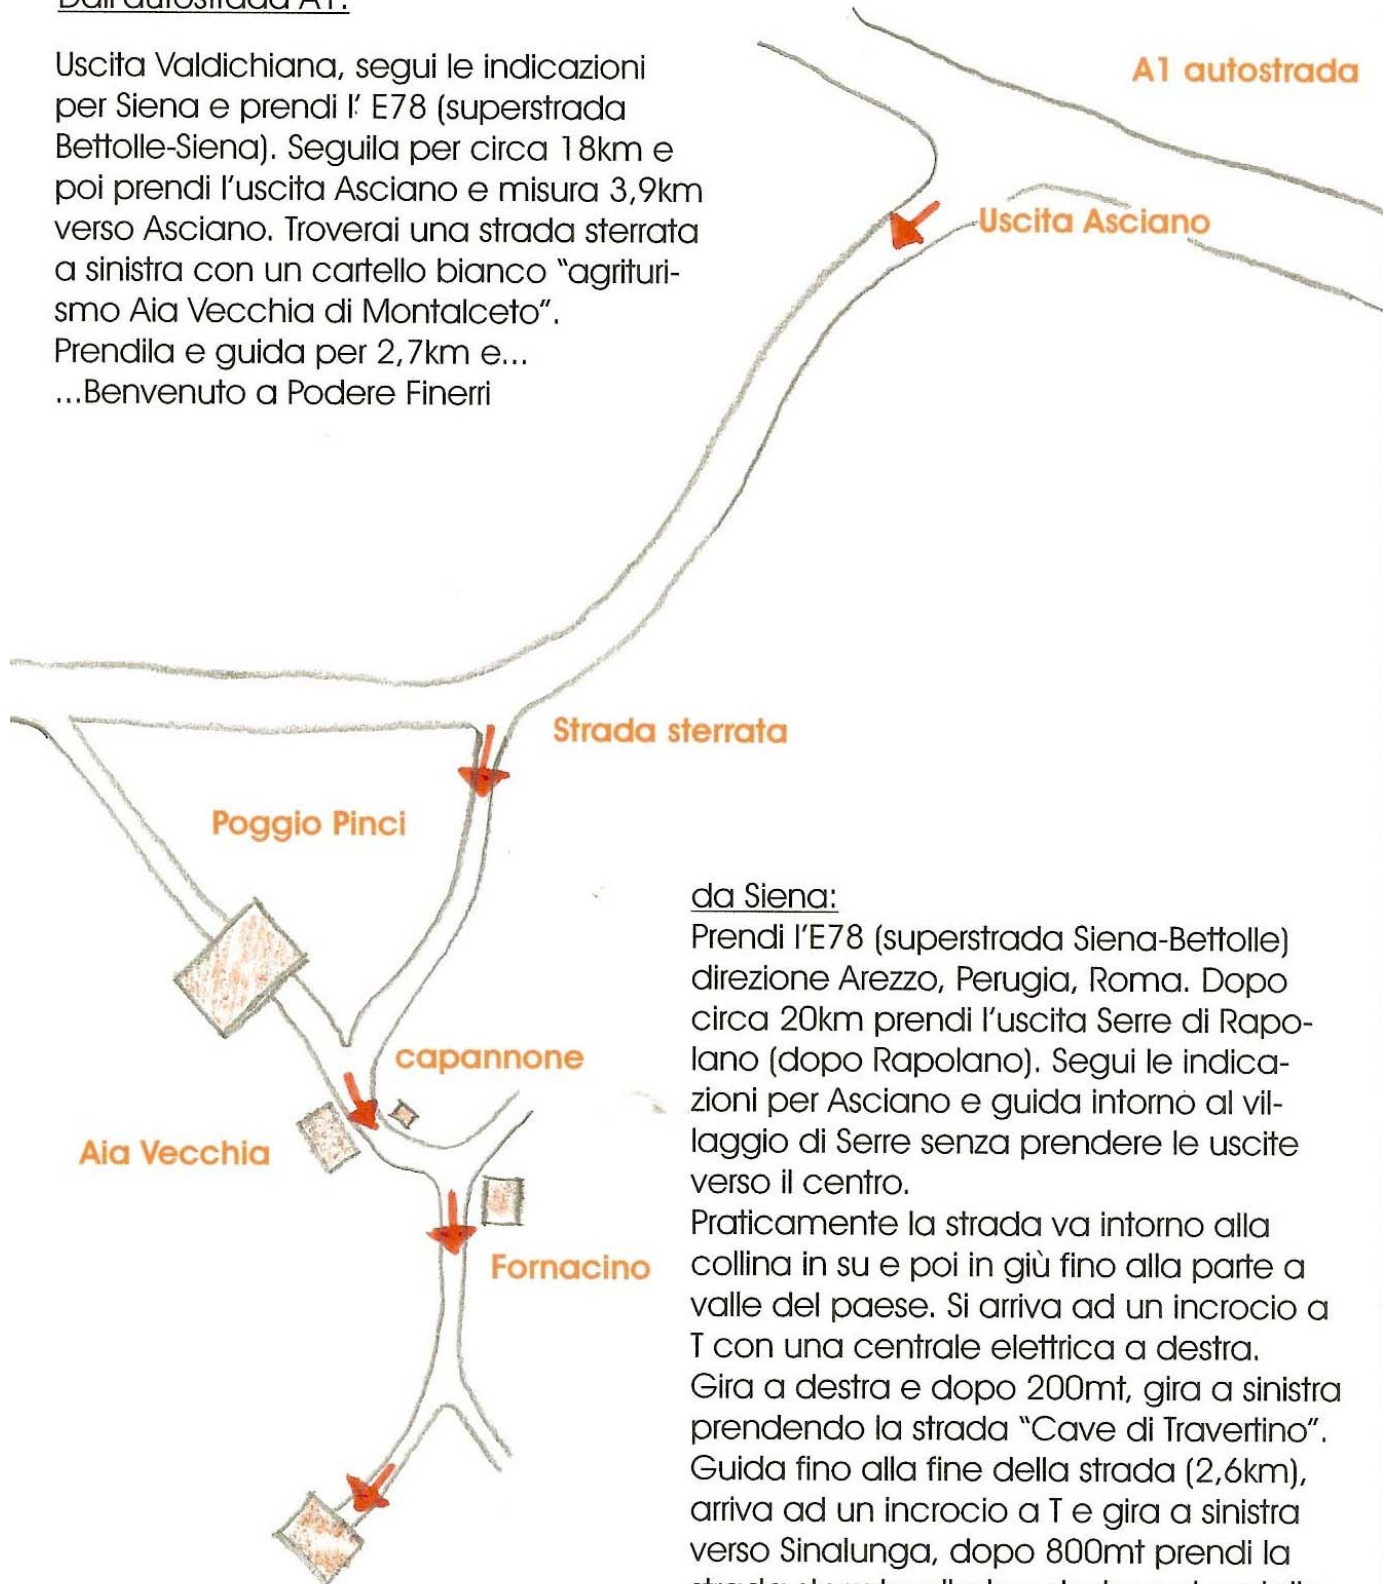 Dall'autostrada A1:
Uscita Valdichiana, segui le indicazioni
per Siena e prendi l' E78 (superstrada
Bettolle-Siena). Seguila per circa 18km e
poi prendi l'uscita Asciano e misura 3,9km
verso Asciano. Troverai una strada sterrata
a sinistra con un cartello bianco "agrituri-
smo Aia Vecchia di Montalceto".
Prendila e guida per 2,7km e...
...Benvenuto a Podere Finerri
A1 autostrada
Uscita Asciano
Strada sterrata
Poggio Pinci
capannone
Aia Vecchia
Fornacino
da Siena:
Prendi l'E78 (superstrada Siena-Bettolle)
direzione Arezzo, Perugia, Roma. Dopo
circa 20km prendi l'uscita Serre di Rapo-
lano (dopo Rapolano). Segui le indica-
zioni per Asciano e guida intorno al vil-
laggio di Serre senza prendere le uscite
verso il centro.
Praticamente la strada va intorno alla
collina in su e poi in giù fino alla parte a
valle del paese. Si arriva ad un incrocio a
T con una centrale elettrica a destra.
Gira a destra e dopo 200mt, gira a sinistra
prendendo la strada "Cave di Travertino".
Guida fino alla fine della strada (2,6km),
arriva ad un incrocio a T e gira a sinistra
verso Sinalunga, dopo 800mt prendi la